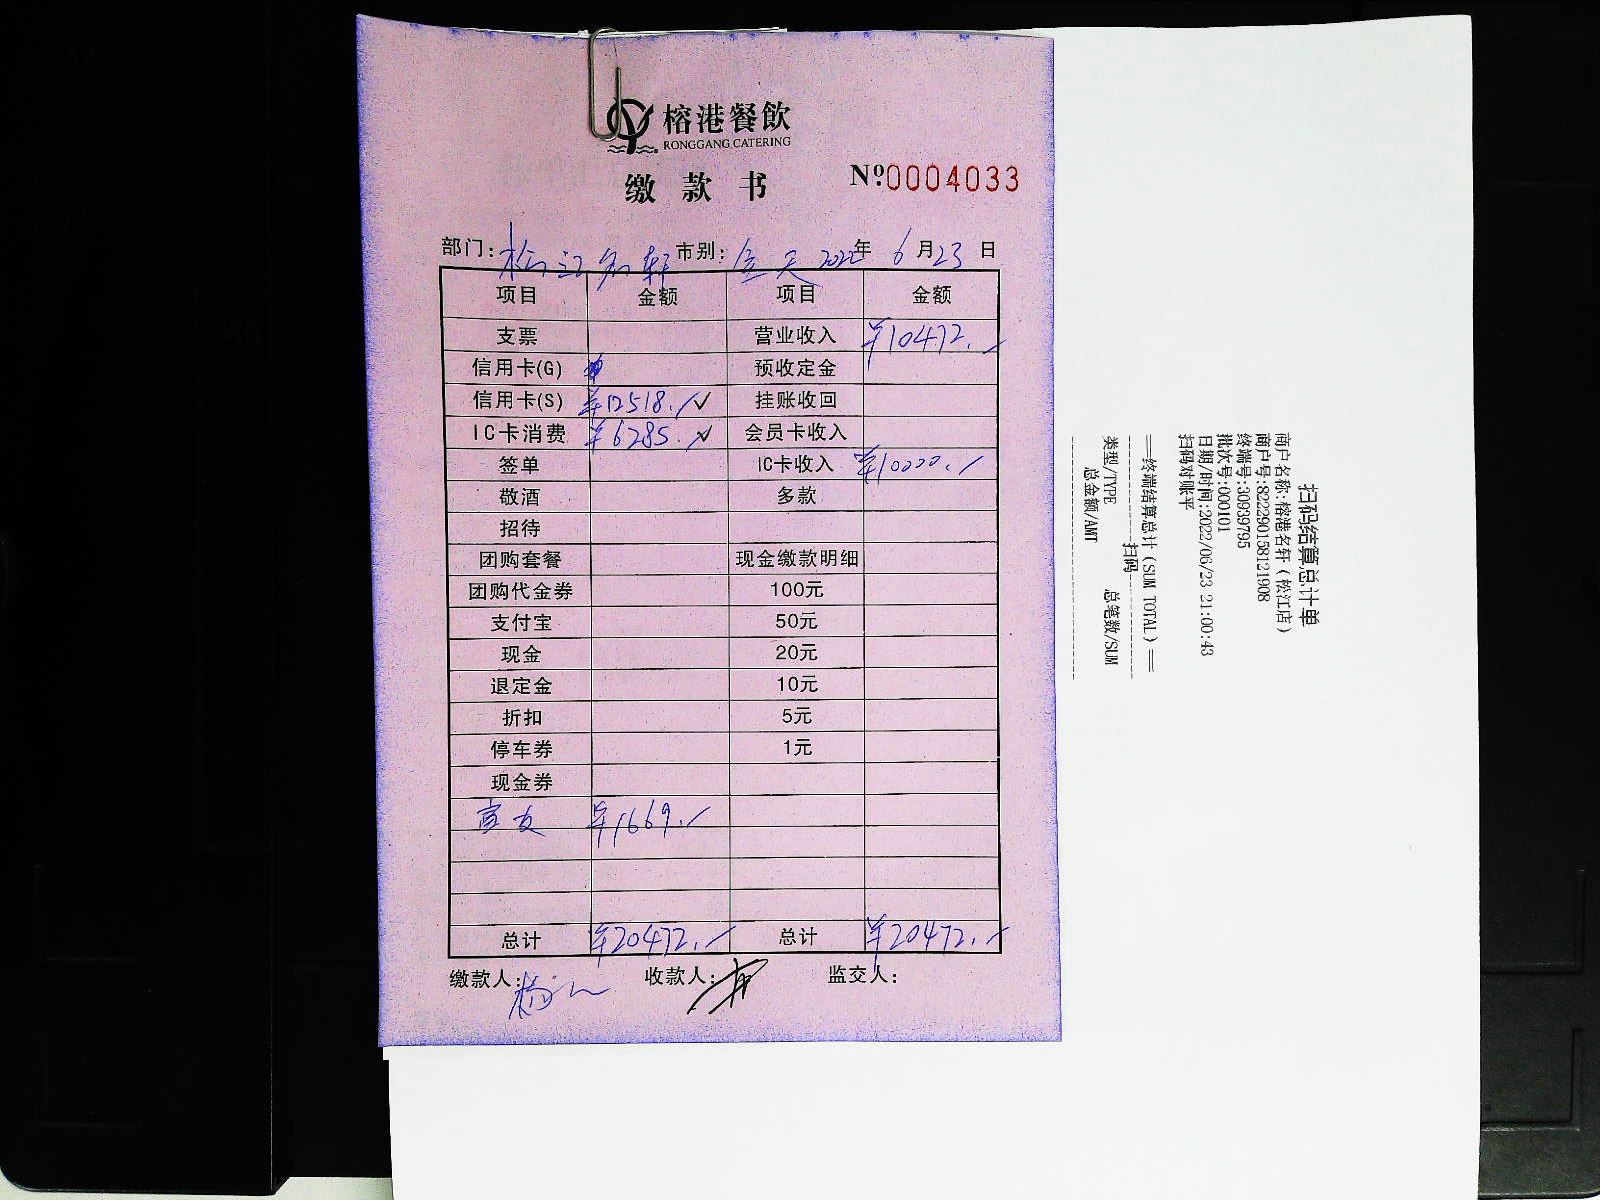 榕港餐飲
RONGGANG CATERING
缴款书
Nº0004033
部门：松江名轩 市别：全天 2022年6月23日
项目 金额 项目 金额
支票 营业收入 ¥10472.
信用卡(G) 预收定金
信用卡(S) ¥12518. ✓ 挂账收回
IC卡消费 ¥6285. ✓ 会员卡收入
签单 IC卡收入 ¥10000.
敬酒 多款
招待
团购套餐 现金缴款明细
团购代金券 100元
支付宝 50元
现金 20元
退定金 10元
折扣 5元
停车券 1元
现金券
¥1669.
总计 ¥20472. 总计 ¥20472.
缴款人： 收款人： 监交人：
扫码结算总计单
商户名称:榕港名轩（松江店）
商户号:822290158121908
终端号:30939795
批次号:000101
日期/时间:2022/06/23 21:00:43
扫码对账平
==终端结算总计（SUM TOTAL）==
扫码
类型/TYPE 总笔数/SUM
总金额/AMT